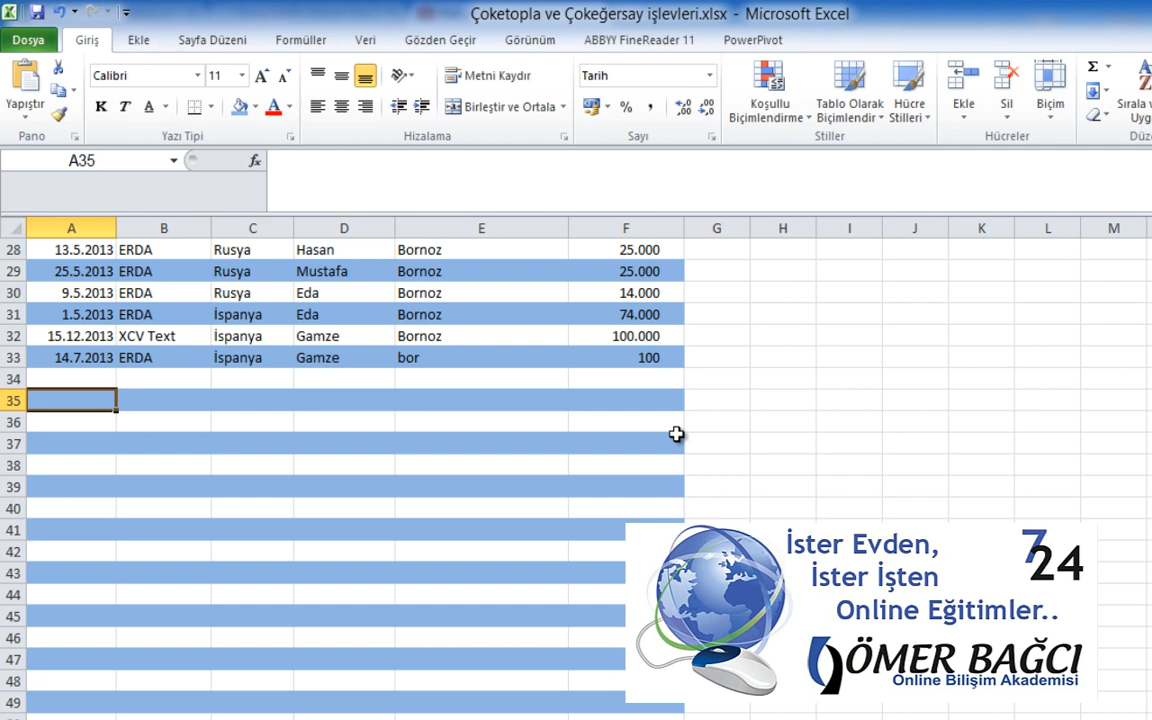 Çoketopla ve Çokeğersay işlevleri.xlsx - Microsoft Excel
Dosya Giriş Ekle Sayfa Düzeni Formüller Veri Gözden Geçir Görünüm ABBYY FineReader 11 PowerPivot
Yapıştır
Calibri 11
K T A
Metni Kaydır
Birleştir ve Ortala
Tarih
Koşullu Biçimlendirme
Tablo Olarak Biçimlendir
Hücre Stilleri
Ekle Sil Biçim
Sırala v
Uyg
Pano Yazı Tipi Hizalama Sayı Stiller Hücreler Düz
A35 fx
A B C D E F G H I J K L M
28 13.5.2013 ERDA Rusya Hasan Bornoz 25.000
29 25.5.2013 ERDA Rusya Mustafa Bornoz 25.000
30 9.5.2013 ERDA Rusya Eda Bornoz 14.000
31 1.5.2013 ERDA İspanya Eda Bornoz 74.000
32 15.12.2013 XCV Text İspanya Gamze Bornoz 100.000
33 14.7.2013 ERDA İspanya Gamze bor 100
34
35
36
37
38
39
40
41
42
43
44
45
46
47
48
49
İster Evden,
İster İşten
Online Eğitimler..
7 24
ÖMER BAĞCI
Online Bilişim Akademisi